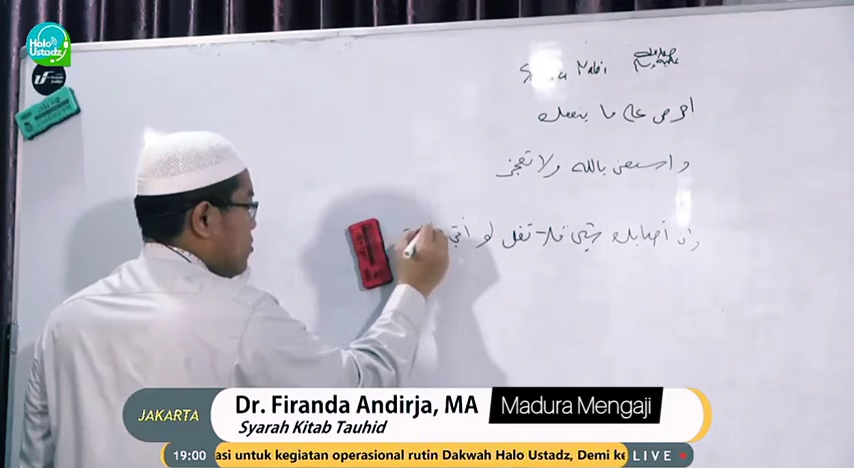 Halo
Ustadz
صلى الله
عليه وسلم
احرص على ما ينفعك
واستعن بالله ولا تعجز
وإن أصابك شيء فلا تقل لو أني
JAKARTA
Dr. Firanda Andirja, MA
Madura Mengaji
Syarah Kitab Tauhid
19:00
asi untuk kegiatan operasional rutin Dakwah Halo Ustadz, Demi ke
LIVE